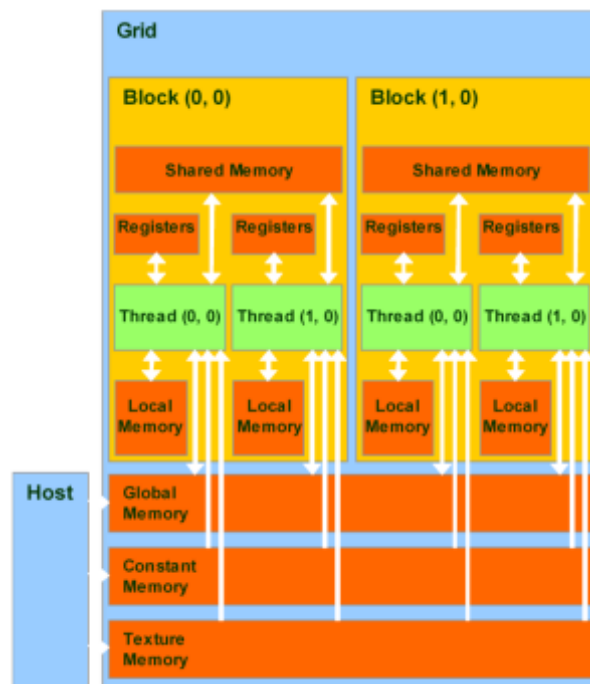 Grid
Block (0, 0)
Block (1, 0)
Shared Memory
Shared Memory
Registers
Registers
Registers
Registers
Thread (0, 0)
Thread (1, 0)
Thread (0, 0)
Thread (1, 0)
Local
Memory
Local
Memory
Local
Memory
Local
Memory
Host
Global
Memory
Constant
Memory
Texture
Memory